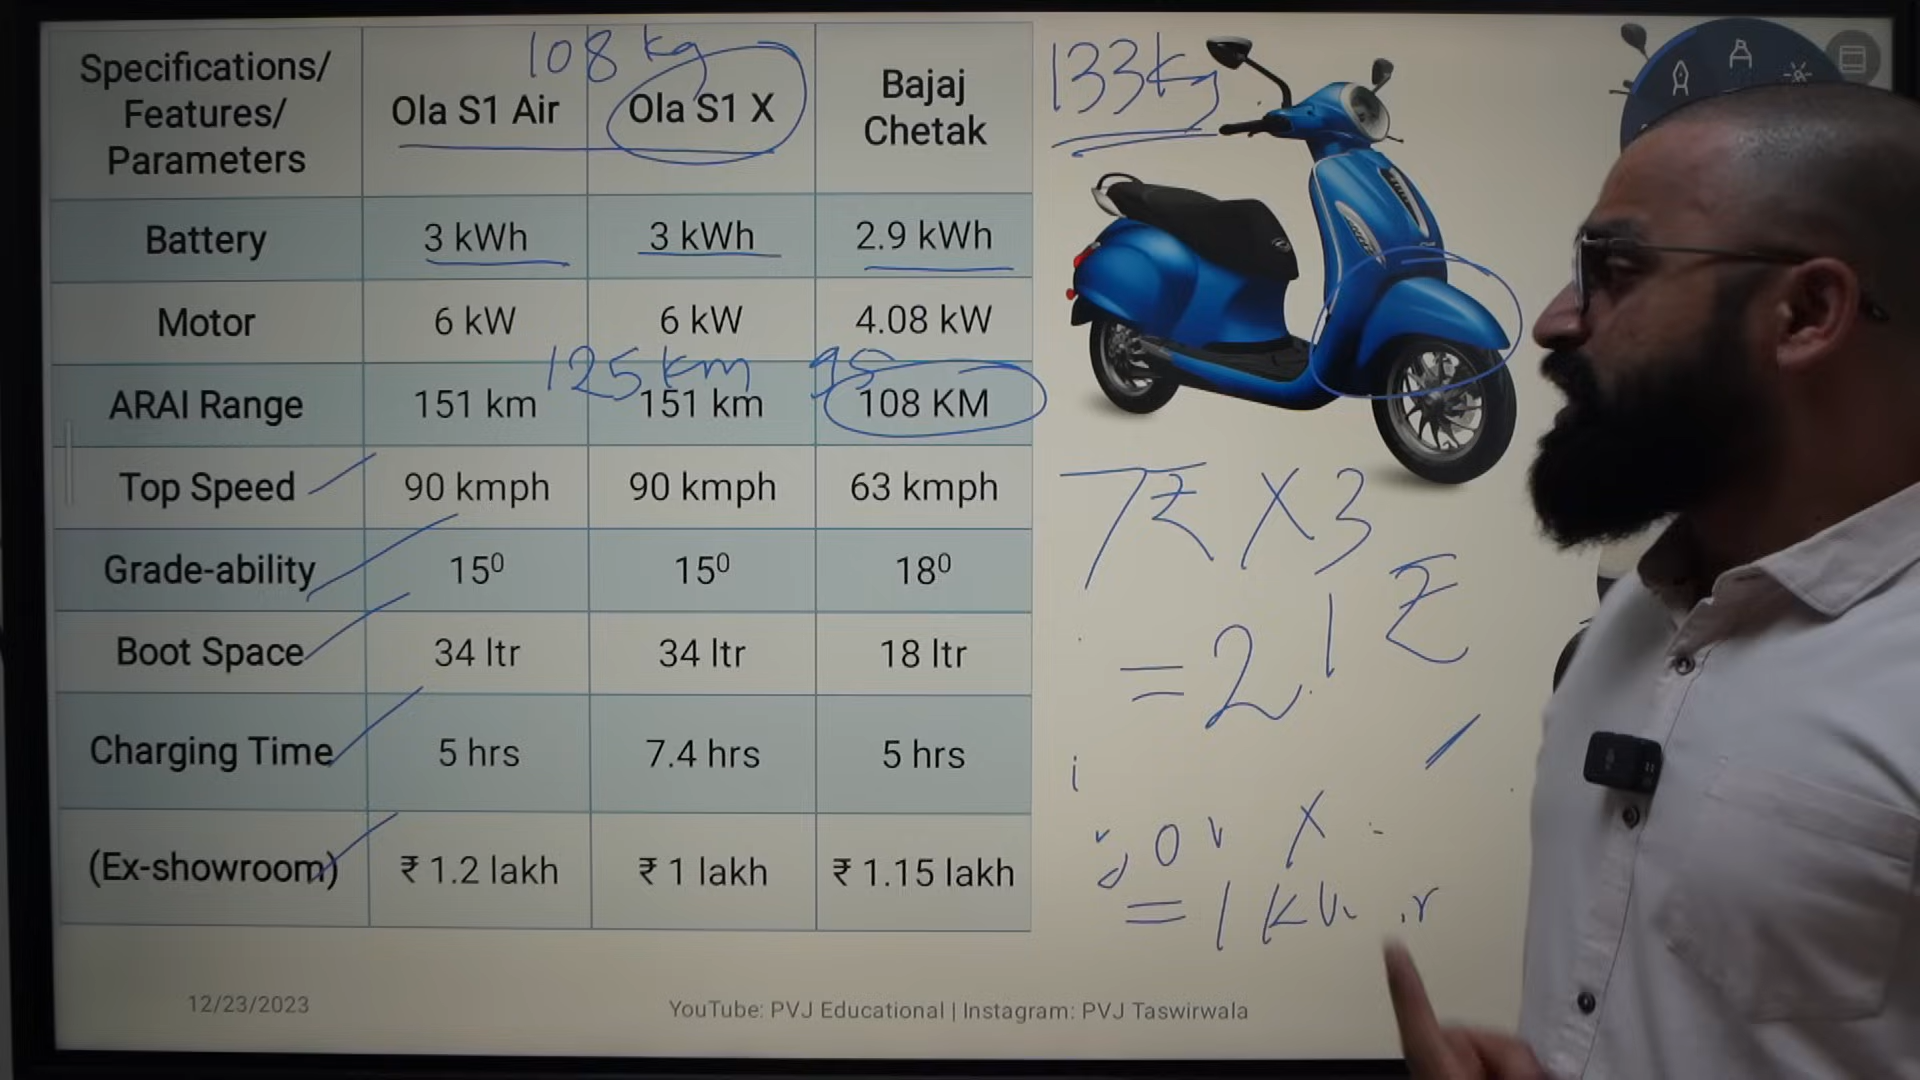 108 kg
133kg
Specifications/
Features/
Parameters
Ola S1 Air
Ola S1 X
Bajaj
Chetak
Battery
3 kWh
3 kWh
2.9 kWh
Motor
6 kW
6 kW
4.08 kW
125 km
95
ARAI Range
151 km
151 km
108 KM
Top Speed
90 kmph
90 kmph
63 kmph
Grade-ability
15⁰
15⁰
18⁰
Boot Space
34 ltr
34 ltr
18 ltr
Charging Time
5 hrs
7.4 hrs
5 hrs
(Ex-showroom)
₹ 1.2 lakh
₹ 1 lakh
₹ 1.15 lakh
7₹ X 3
= 21 ₹
= 1
12/23/2023
YouTube: PVJ Educational | Instagram: PVJ Taswirwala